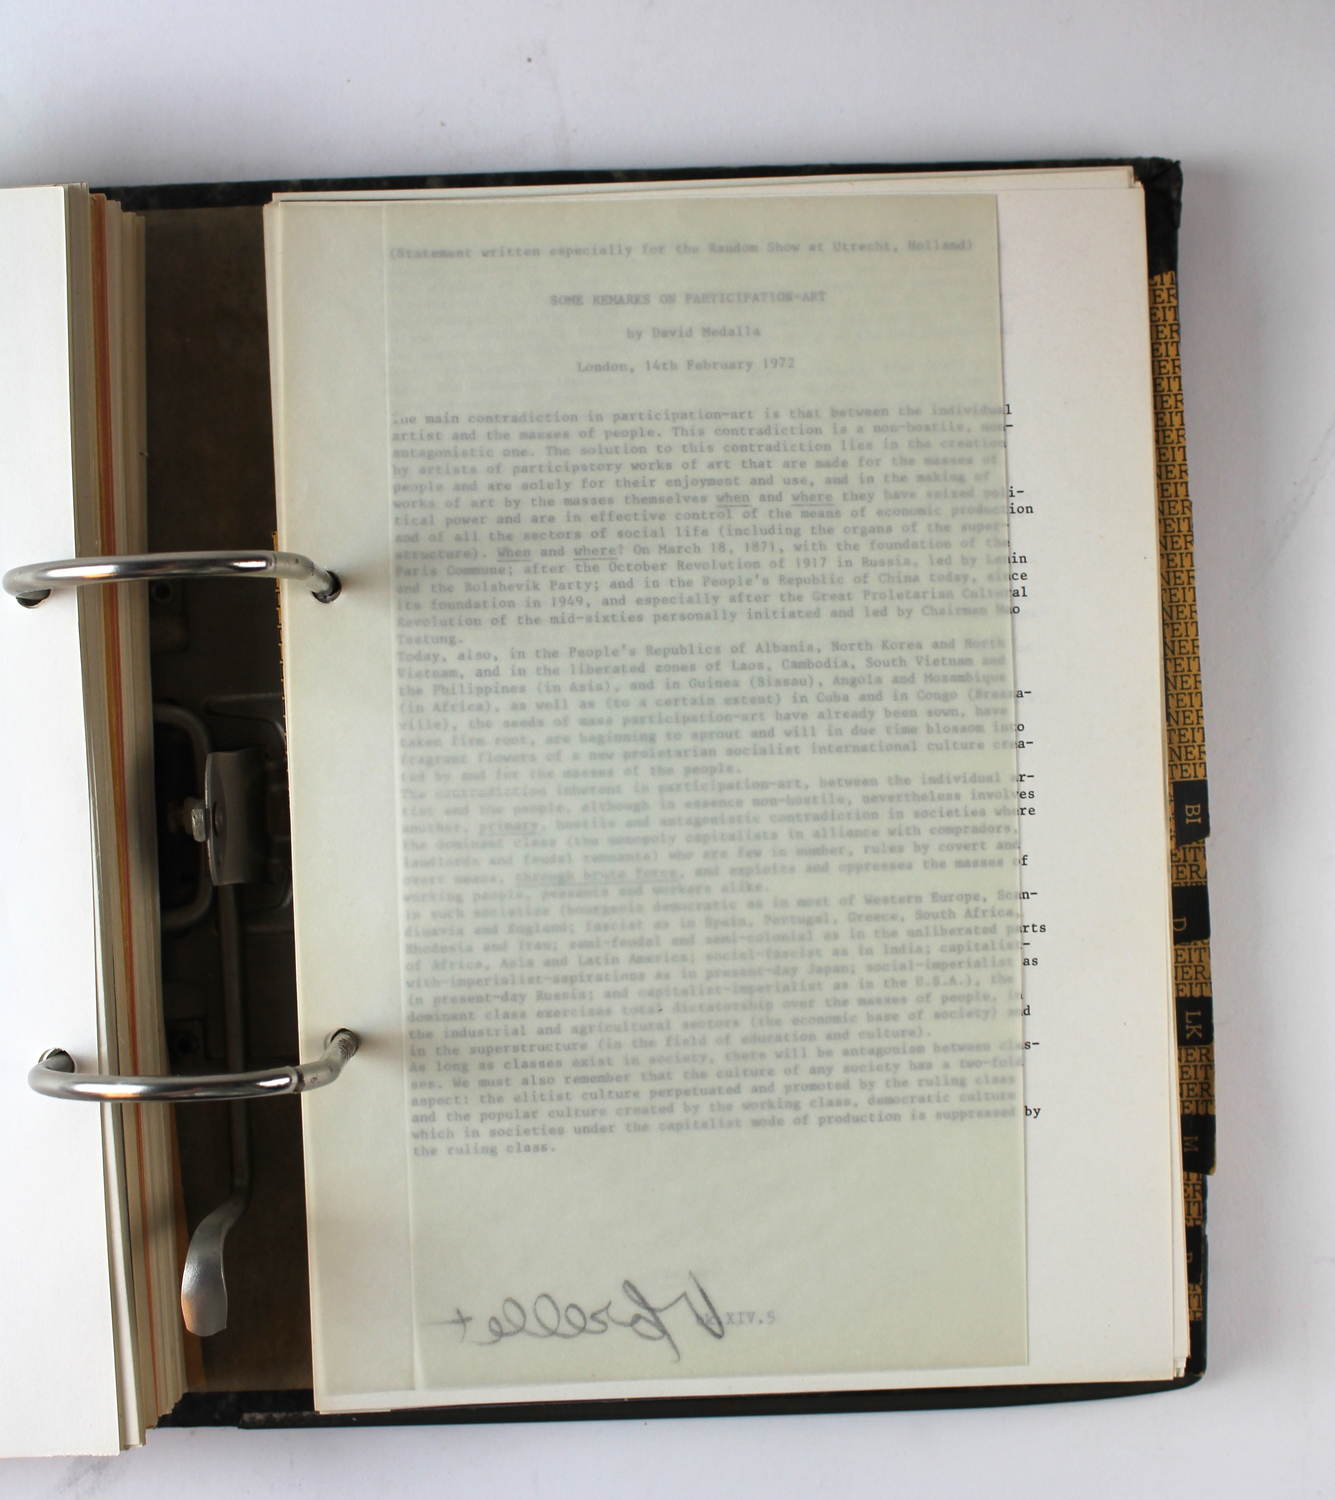 (Statement written especially for the Random Show at Utrecht, Holland)
SOME REMARKS ON PARTICIPATION-ART
by David Medalla
London, 14th February 1972
main contradiction in participation-art is that between the individual
artist and the masses of people. This contradiction is a non-hostile, non-
antagonistic one. The solution to this contradiction lies in the creation
by artists of participatory works of art that are made for the masses of
people and are solely for their enjoyment and use, and in the making of
works of art by the masses themselves when and where they have seized poli-
tical power and are in effective control of the means of economic production
and of all the sectors of social life (including the organs of the super-
structure). When and where? On March 18, 1871, with the foundation of the
Paris Commune; after the October Revolution of 1917 in Russia, led by Lenin
and the Bolshevik Party; and in the People's Republic of China today, since
its foundation in 1949, and especially after the Great Proletarian Cultural
Revolution of the mid-sixties personally initiated and led by Chairman Mao
Tsetung.
Today, also, in the People's Republics of Albania, North Korea and North
Vietnam, and in the liberated zones of Laos, Cambodia, South Vietnam and
the Philippines (in Asia), and in Guinea (Bissau), Angola and Mozambique
(in Africa), as well as (to a certain extent) in Cuba and in Congo (Brazza-
ville), the seeds of mass participation-art have already been sown, have
taken firm root, are beginning to sprout and will in due time blossom into
fragrant flowers of a new proletarian socialist international culture crea-
ted by and for the masses of the people.
The contradiction inherent in participation-art, between the individual ar-
tist and the people, although in essence non-hostile, nevertheless involves
another, primary, hostile and antagonistic contradiction in societies where
the dominant class (the monopoly capitalists in alliance with compradors,
landlords and feudal remnants) who are few in number, rules by covert and
overt means, through brute force, and exploits and oppresses the masses of
working people, peasants and workers alike.
in such societies (bourgeois democratic as in most of Western Europe, Scan-
dinavia and England; fascist as in Spain, Portugal, Greece, South Africa,
Rhodesia and Iran; semi-feudal and semi-colonial as in the unliberated parts
of Africa, Asia and Latin America; social-fascist as in India; capitalist-
with-imperialist-aspirations as in present-day Japan; social-imperialist as
in present-day Russia; and capitalist-imperialist as in the U.S.A.), the
dominant class exercises total dictatorship over the masses of people, in
the industrial and agricultural sectors (the economic base of society) and
in the superstructure (in the field of education and culture).
As long as classes exist in society, there will be antagonism between clas-
ses. We must also remember that the culture of any society has a two-fold
aspect: the elitist culture perpetuated and promoted by the ruling class
and the popular culture created by the working class, democratic culture
which in societies under the capitalist mode of production is suppressed by
the ruling class.
Morellet
XIV.5
BI
D
LK
M